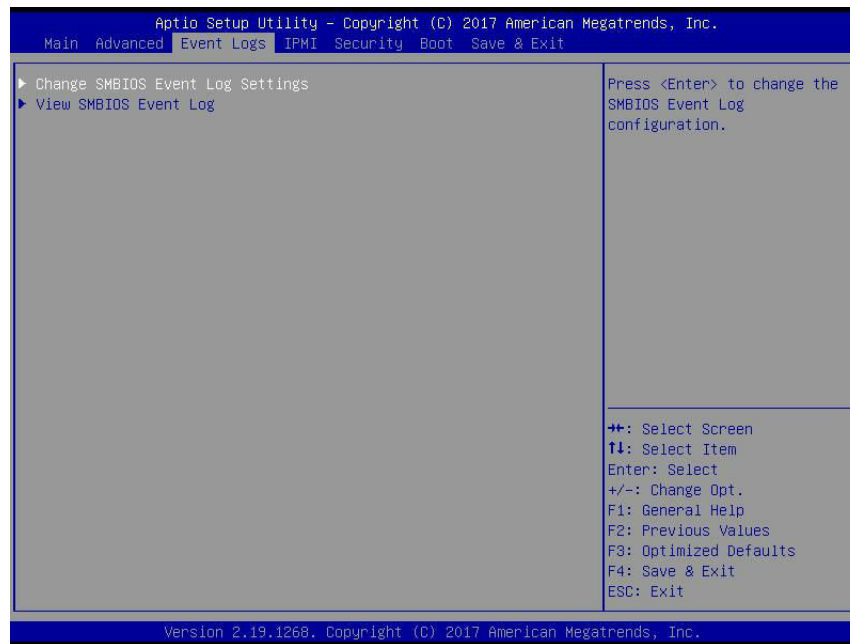 Aptio Setup Utility – Copyright (C) 2017 American Megatrends, Inc.
Main Advanced Event Logs IPMI Security Boot Save & Exit
▶ Change SMBIOS Event Log Settings
▶ View SMBIOS Event Log
Press <Enter> to change the
SMBIOS Event Log
configuration.
→←: Select Screen
↑↓: Select Item
Enter: Select
+/-: Change Opt.
F1: General Help
F2: Previous Values
F3: Optimized Defaults
F4: Save & Exit
ESC: Exit
Version 2.19.1268. Copyright (C) 2017 American Megatrends, Inc.